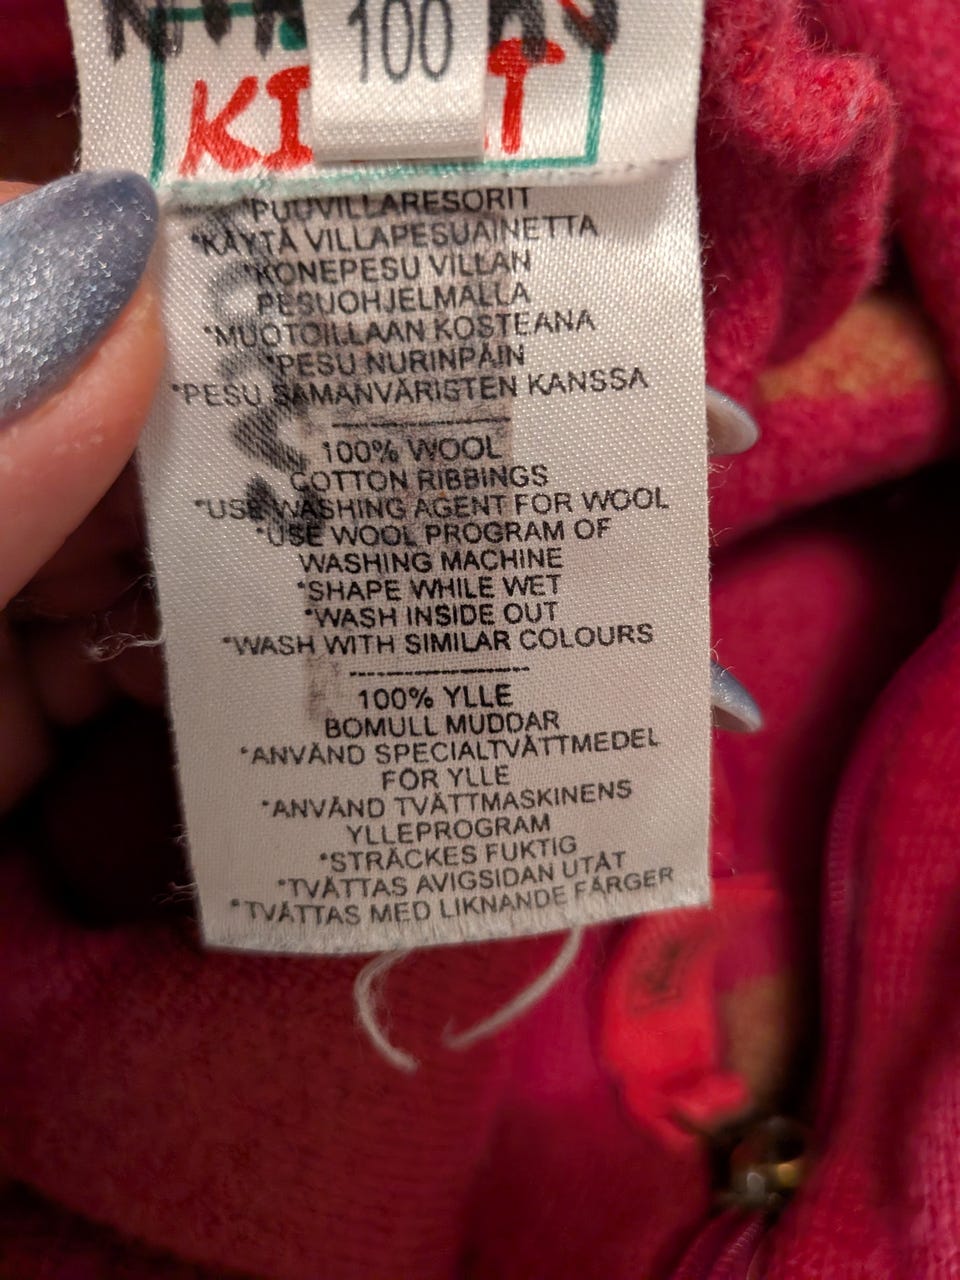 100
*PUUVILLARESORIT
*KÄYTÄ VILLAPESUAINETTA
*KONEPESU VILLAN
PESUOHJELMALLA
*MUOTOILLAAN KOSTEANA
*PESU NURINPÄIN
*PESU SAMANVÄRISTEN KANSSA
100% WOOL
COTTON RIBBINGS
*USE WASHING AGENT FOR WOOL
*USE WOOL PROGRAM OF
WASHING MACHINE
*SHAPE WHILE WET
*WASH INSIDE OUT
*WASH WITH SIMILAR COLOURS
100% YLLE
BOMULL MUDDAR
*ANVÄND SPECIALTVÄTTMEDEL
FÖR YLLE
*ANVÄND TVÄTTMASKINENS
YLLEPROGRAM
*STRÄCKES FUKTIG
*TVÄTTAS AVIGSIDAN UTÅT
*TVÄTTAS MED LIKNANDE FÄRGER